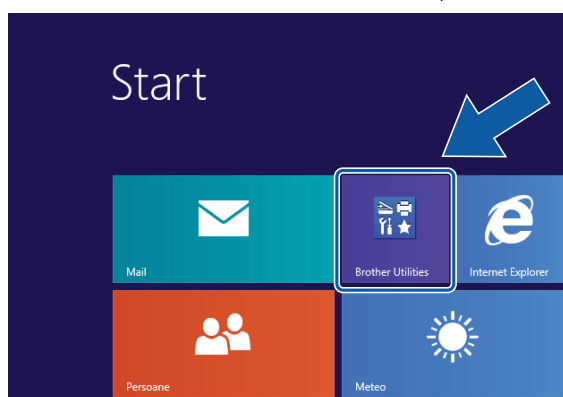 Start
Mail
Brother Utilities
Internet Explorer
Persoane
Meteo